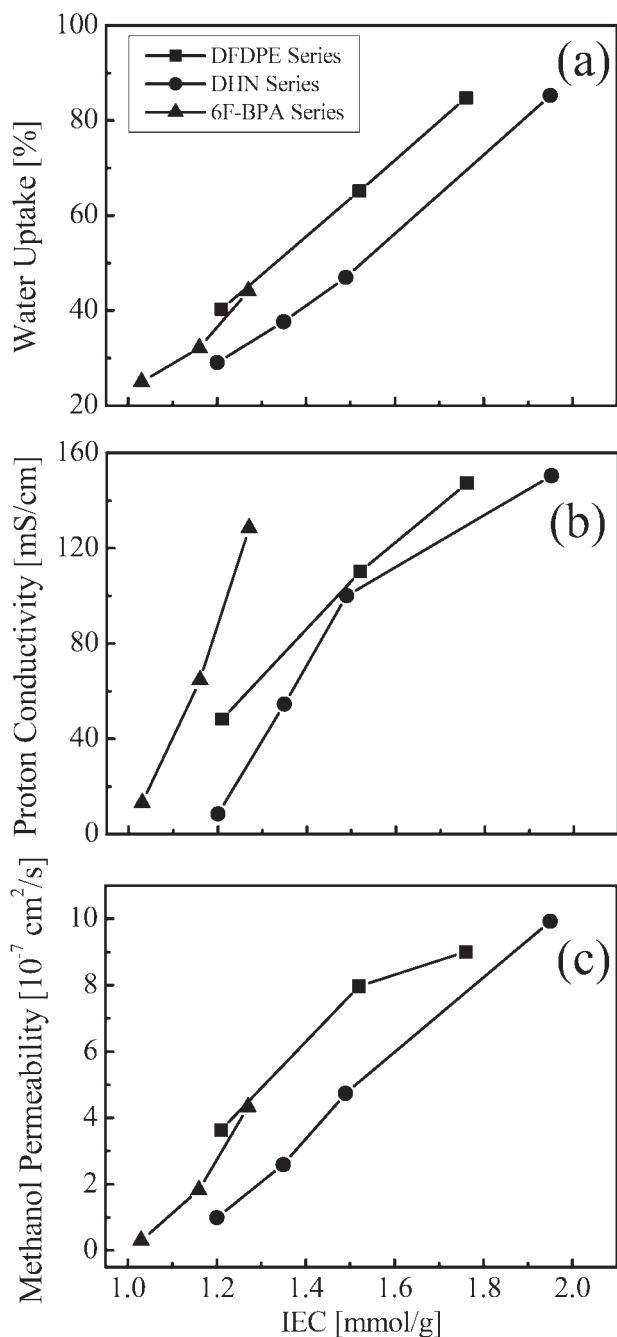 100
80
60
40
20
Water Uptake [%]
DFDPE Series
DHN Series
6F-BPA Series
(a)
160
120
80
40
0
Proton Conductivity [mS/cm]
(b)
10
8
6
4
2
0
Methanol Permeability [10⁻⁷ cm²/s]
(c)
1.0 1.2 1.4 1.6 1.8 2.0
IEC [mmol/g]